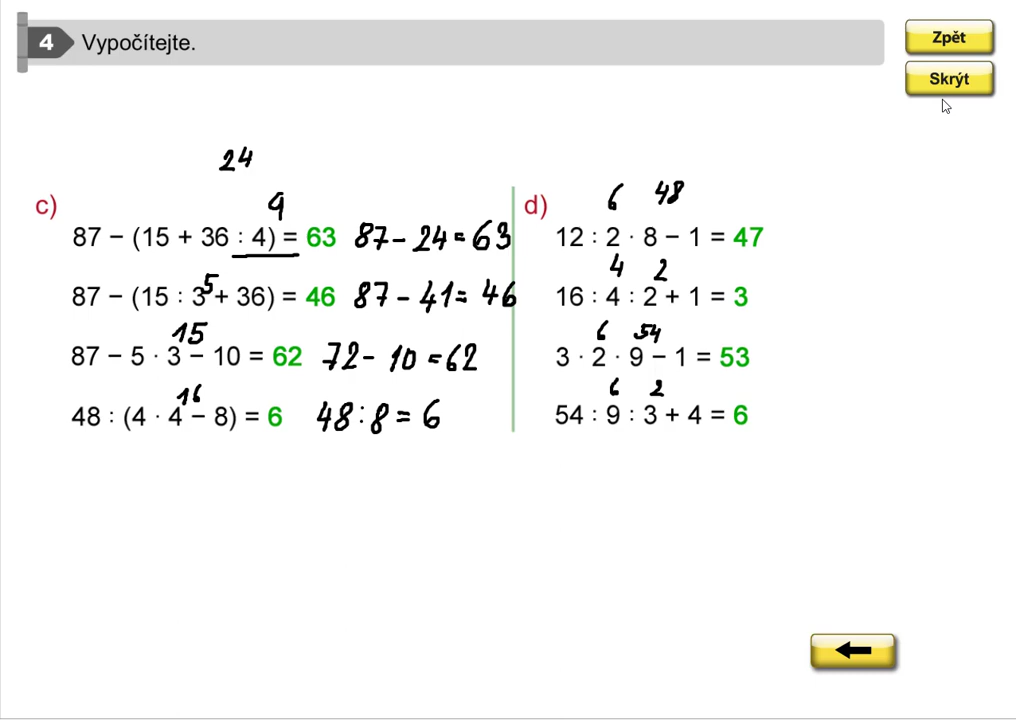 4 Vypočítejte.
Zpět
Skrýt
24
c)
9
87 − (15 + 36 : 4) = 63 87 - 24 = 63
5
87 − (15 : 3 + 36) = 46 87 - 41 = 46
15
87 − 5 · 3 − 10 = 62 72 - 10 = 62
16
48 : (4 · 4 − 8) = 6 48 : 8 = 6
d)
6 48
12 : 2 · 8 − 1 = 47
4 2
16 : 4 : 2 + 1 = 3
6 54
3 · 2 · 9 − 1 = 53
6 2
54 : 9 : 3 + 4 = 6